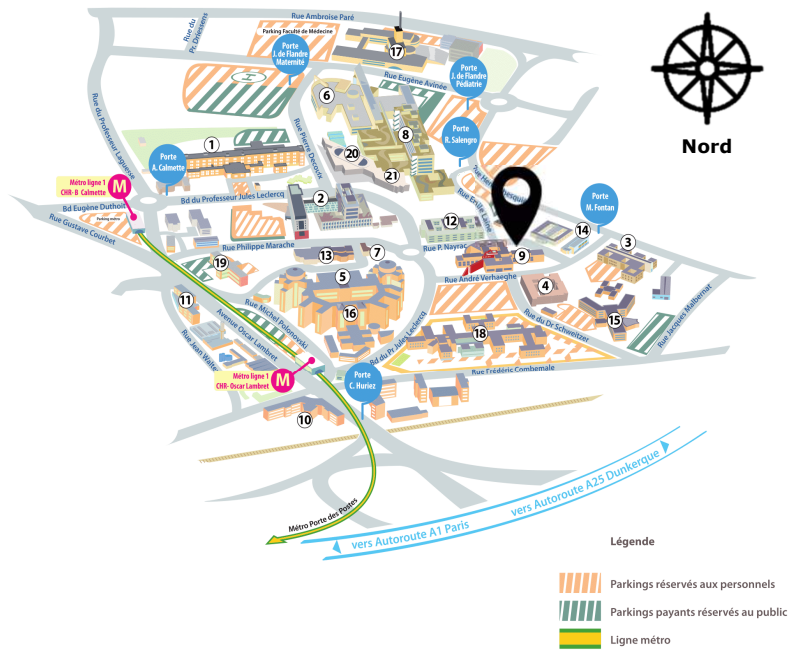 Rue Ambroise Paré
Rue du
Pr. Driessens
Parking Faculté de Médecine
17
Porte
J. de Flandre
Maternité
Rue Eugène Avinée
Porte
J. de Flandre
Pédiatrie
Nord
6
Rue du Professeur Laguesse
Rue Pierre Decoulx
8
Porte
R. Salengro
1
20
21
Porte
A. Calmette
Métro ligne 1
CHR- B Calmette
M
Bd du Professeur Jules Leclercq
2
Rue Emile Laine
Porte
M. Fontan
Bd Eugène Duthoit
Parking métro
Rue Gustave Courbet
12
14
3
Rue Philippe Marache
13
7
Rue P. Nayrac
9
19
5
Rue André Verhaeghe
4
11
16
Rue Michel Polonovski
Avenue Oscar Lambret
Bd du Pr. Jules Leclercq
18
Rue du Dr. Schweitzer
15
Rue Jacques Malbernat
Métro ligne 1
CHR- Oscar Lambret
M
Porte
C. Huriez
Rue Frédéric Combemale
10
Métro Porte des Postes
vers Autoroute A1 Paris
vers Autoroute A25 Dunkerque
Légende
Parkings réservés aux personnels
Parkings payants réservés au public
Ligne métro